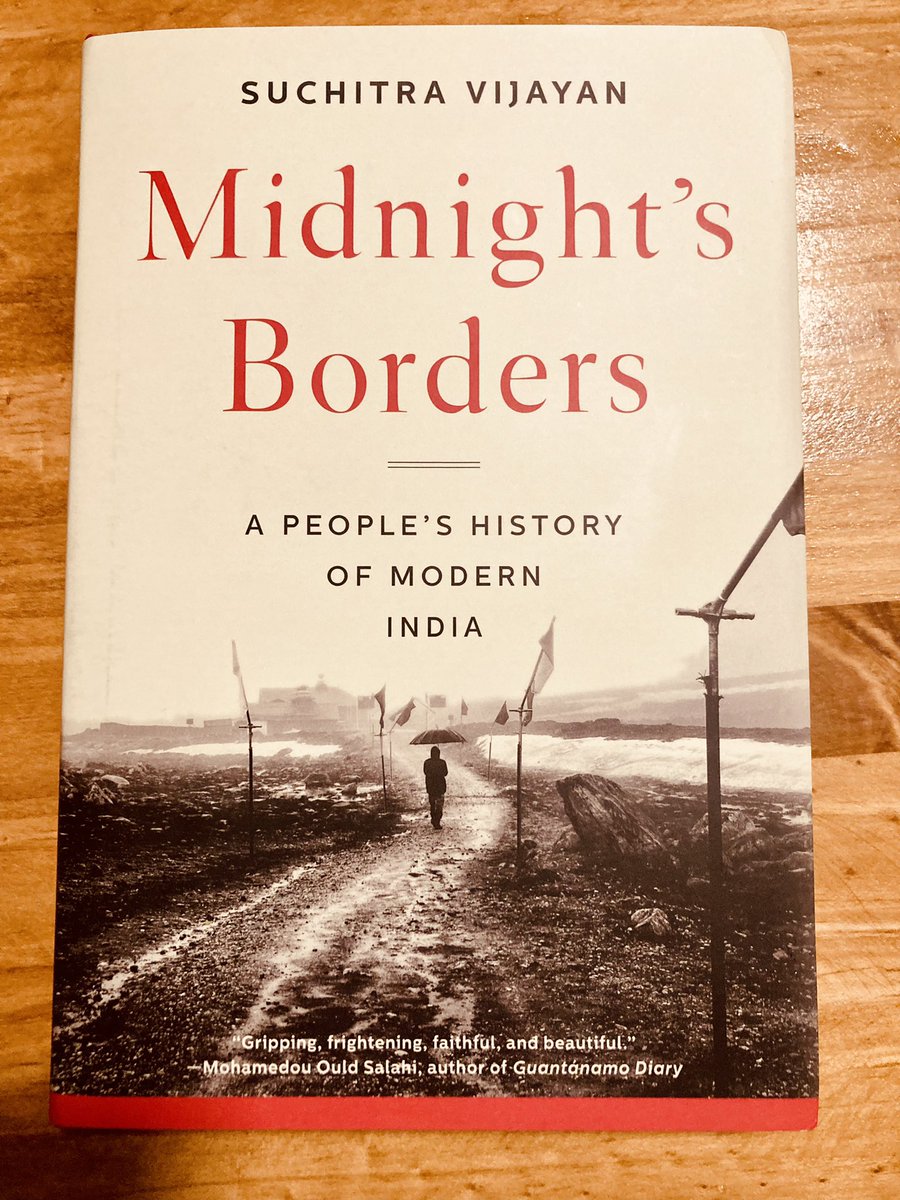 SUCHITRA VIJAYAN
Midnight's
Borders
A PEOPLE'S HISTORY
OF MODERN
INDIA
"Gripping, frightening, faithful, and beautiful."
—Mohamedou Ould Salahi, author of Guantánamo Diary